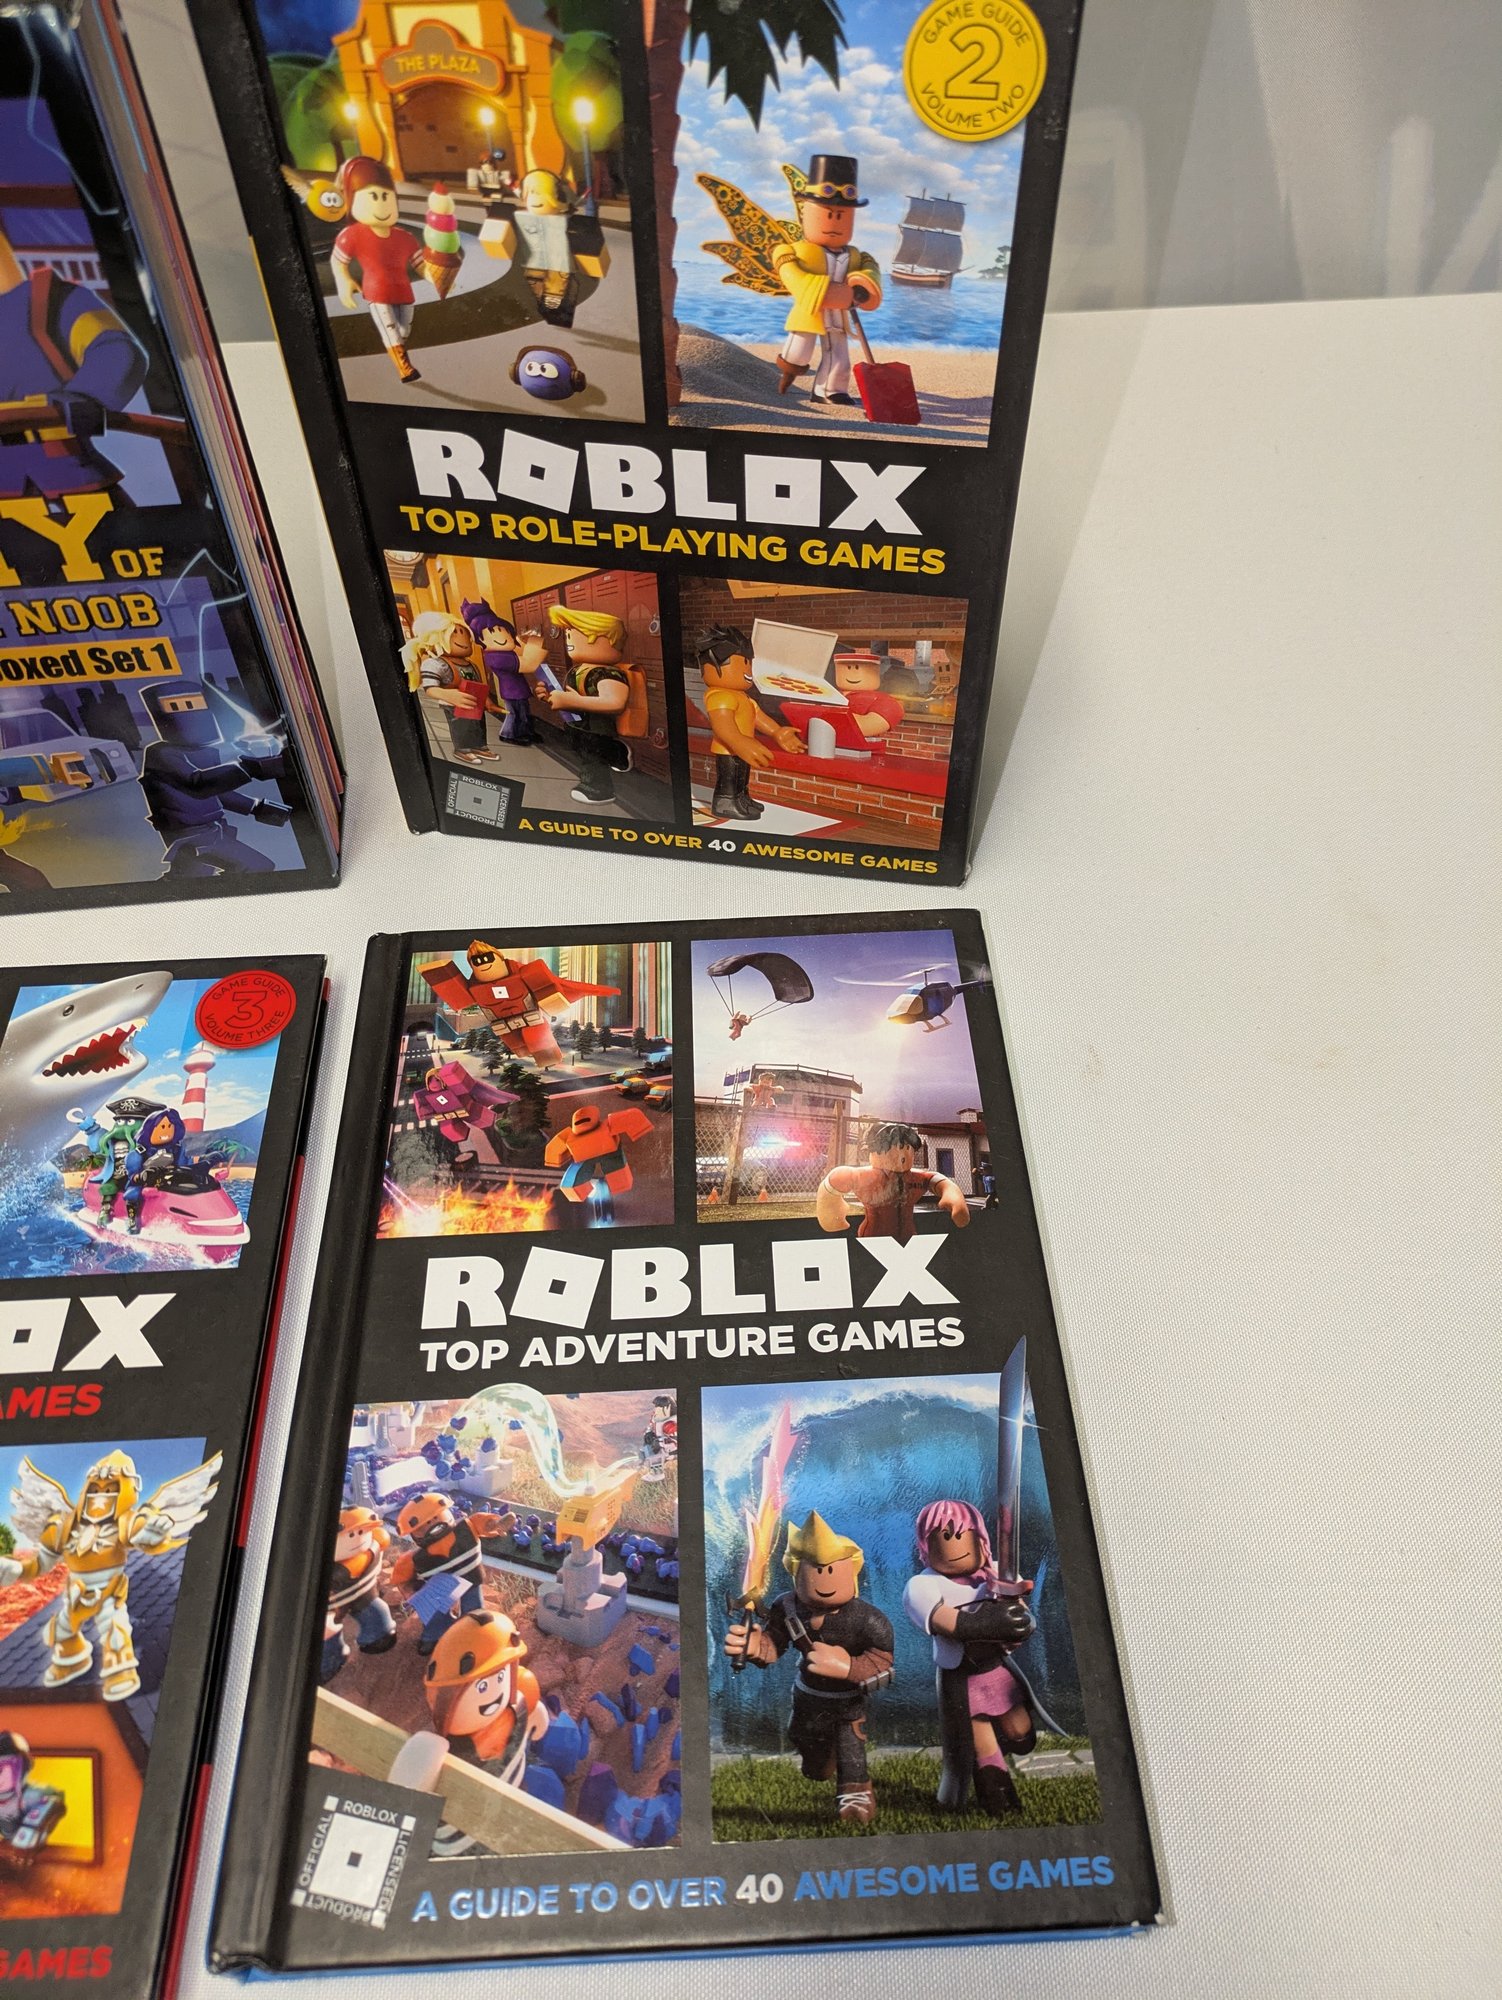 THE PLAZA
GAME GUIDE
2
VOLUME TWO
ROBLOX
TOP ROLE-PLAYING GAMES
OFFICIAL ROBLOX LICENSED PRODUCT
A GUIDE TO OVER 40 AWESOME GAMES
OF
NOOB
oxed Set 1
GAME GUIDE
3
VOLUME THREE
OX
AMES
GAMES
ROBLOX
TOP ADVENTURE GAMES
OFFICIAL ROBLOX LICENSED PRODUCT
A GUIDE TO OVER 40 AWESOME GAMES